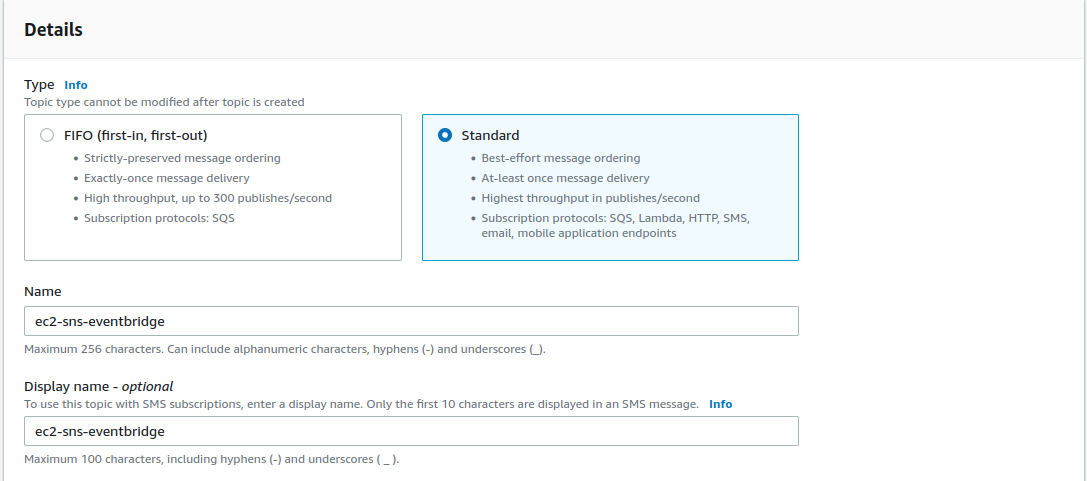 Details
Type Info
Topic type cannot be modified after topic is created
FIFO (first-in, first-out)
• Strictly-preserved message ordering
• Exactly-once message delivery
• High throughput, up to 300 publishes/second
• Subscription protocols: SQS
Standard
• Best-effort message ordering
• At-least once message delivery
• Highest throughput in publishes/second
• Subscription protocols: SQS, Lambda, HTTP, SMS,
email, mobile application endpoints
Name
ec2-sns-eventbridge
Maximum 256 characters. Can include alphanumeric characters, hyphens (-) and underscores (_).
Display name - optional
To use this topic with SMS subscriptions, enter a display name. Only the first 10 characters are displayed in an SMS message. Info
ec2-sns-eventbridge
Maximum 100 characters, including hyphens (-) and underscores ( _ ).